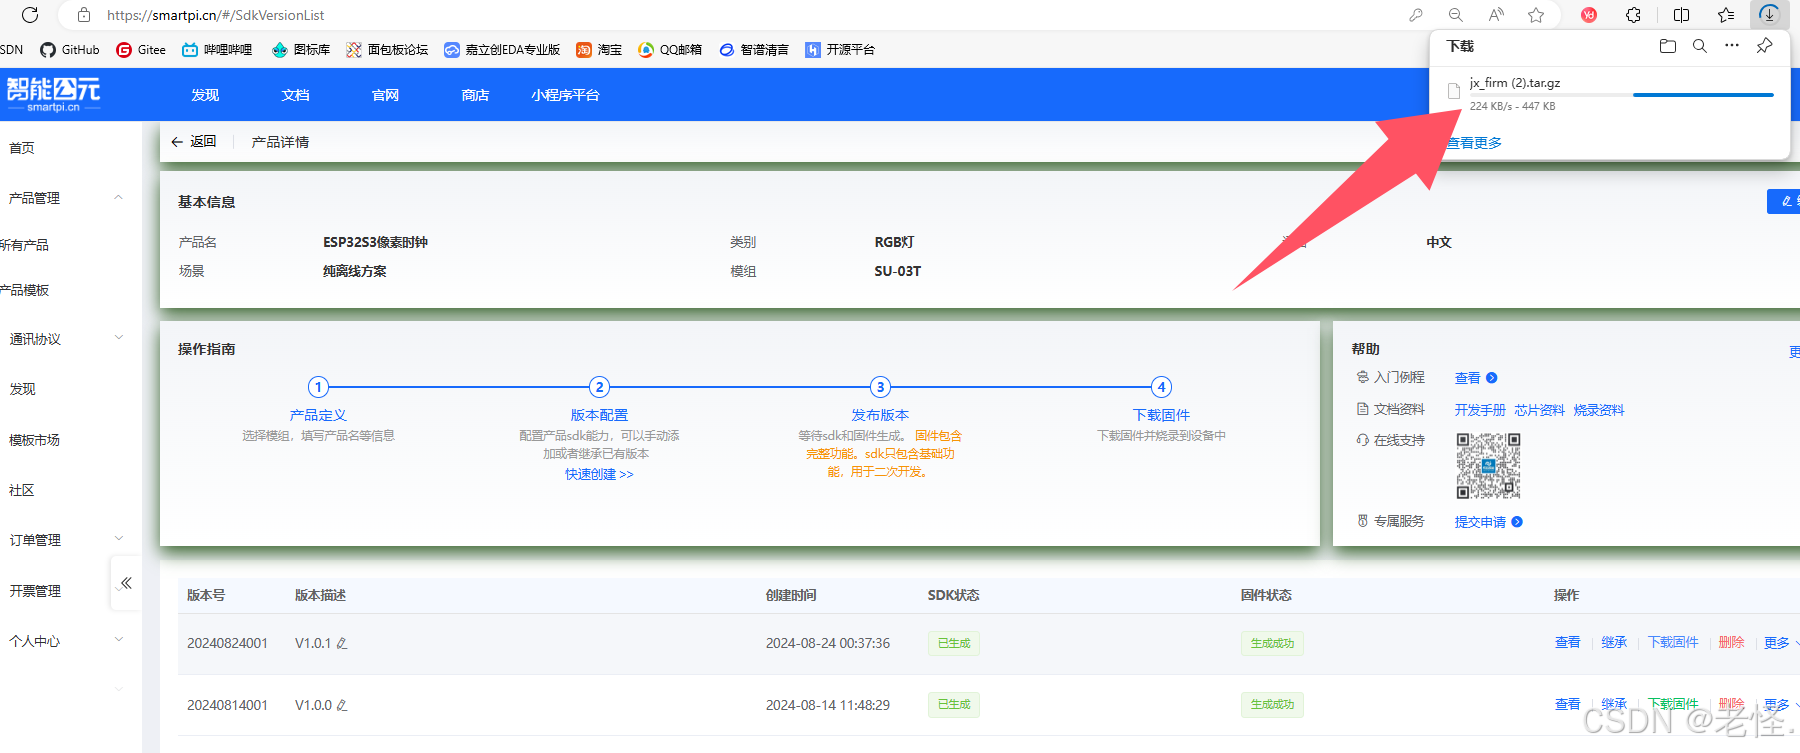 https://smartpi.cn/#/SdkVersionList
SDN GitHub Gitee 哔哩哔哩 图标库 面包板论坛 嘉立创EDA专业版 淘宝 QQ邮箱 智谱清言 开源平台
下载
jx_firm (2).tar.gz
224 KB/s - 447 KB
查看更多
智能公元
smartpi.cn
发现 文档 官网 商店 小程序平台
首页
产品管理
所有产品
产品模板
通讯协议
发现
模板市场
社区
订单管理
开票管理
个人中心
返回 产品详情
基本信息
产品名 ESP32S3像素时钟 类别 RGB灯 中文
场景 纯离线方案 模组 SU-03T
操作指南
1 2 3 4
产品定义 版本配置 发布版本 下载固件
选择模组，填写产品名等信息
配置产品sdk能力，可以手动添
加或者继承已有版本
快速创建 >>
等待sdk和固件生成。 固件包含
完整功能。sdk只包含基础功
能，用于二次开发。
下载固件并烧录到设备中
帮助 更
入门例程 查看
文档资料 开发手册 芯片资料 烧录资料
在线支持
专属服务 提交申请
版本号 版本描述 创建时间 SDK状态 固件状态 操作
20240824001 V1.0.1 2024-08-24 00:37:36 已生成 生成成功 查看 继承 下载固件 删除 更多
20240814001 V1.0.0 2024-08-14 11:48:29 已生成 生成成功 查看 继承 下载固件 删除 更多
CSDN @老怪.